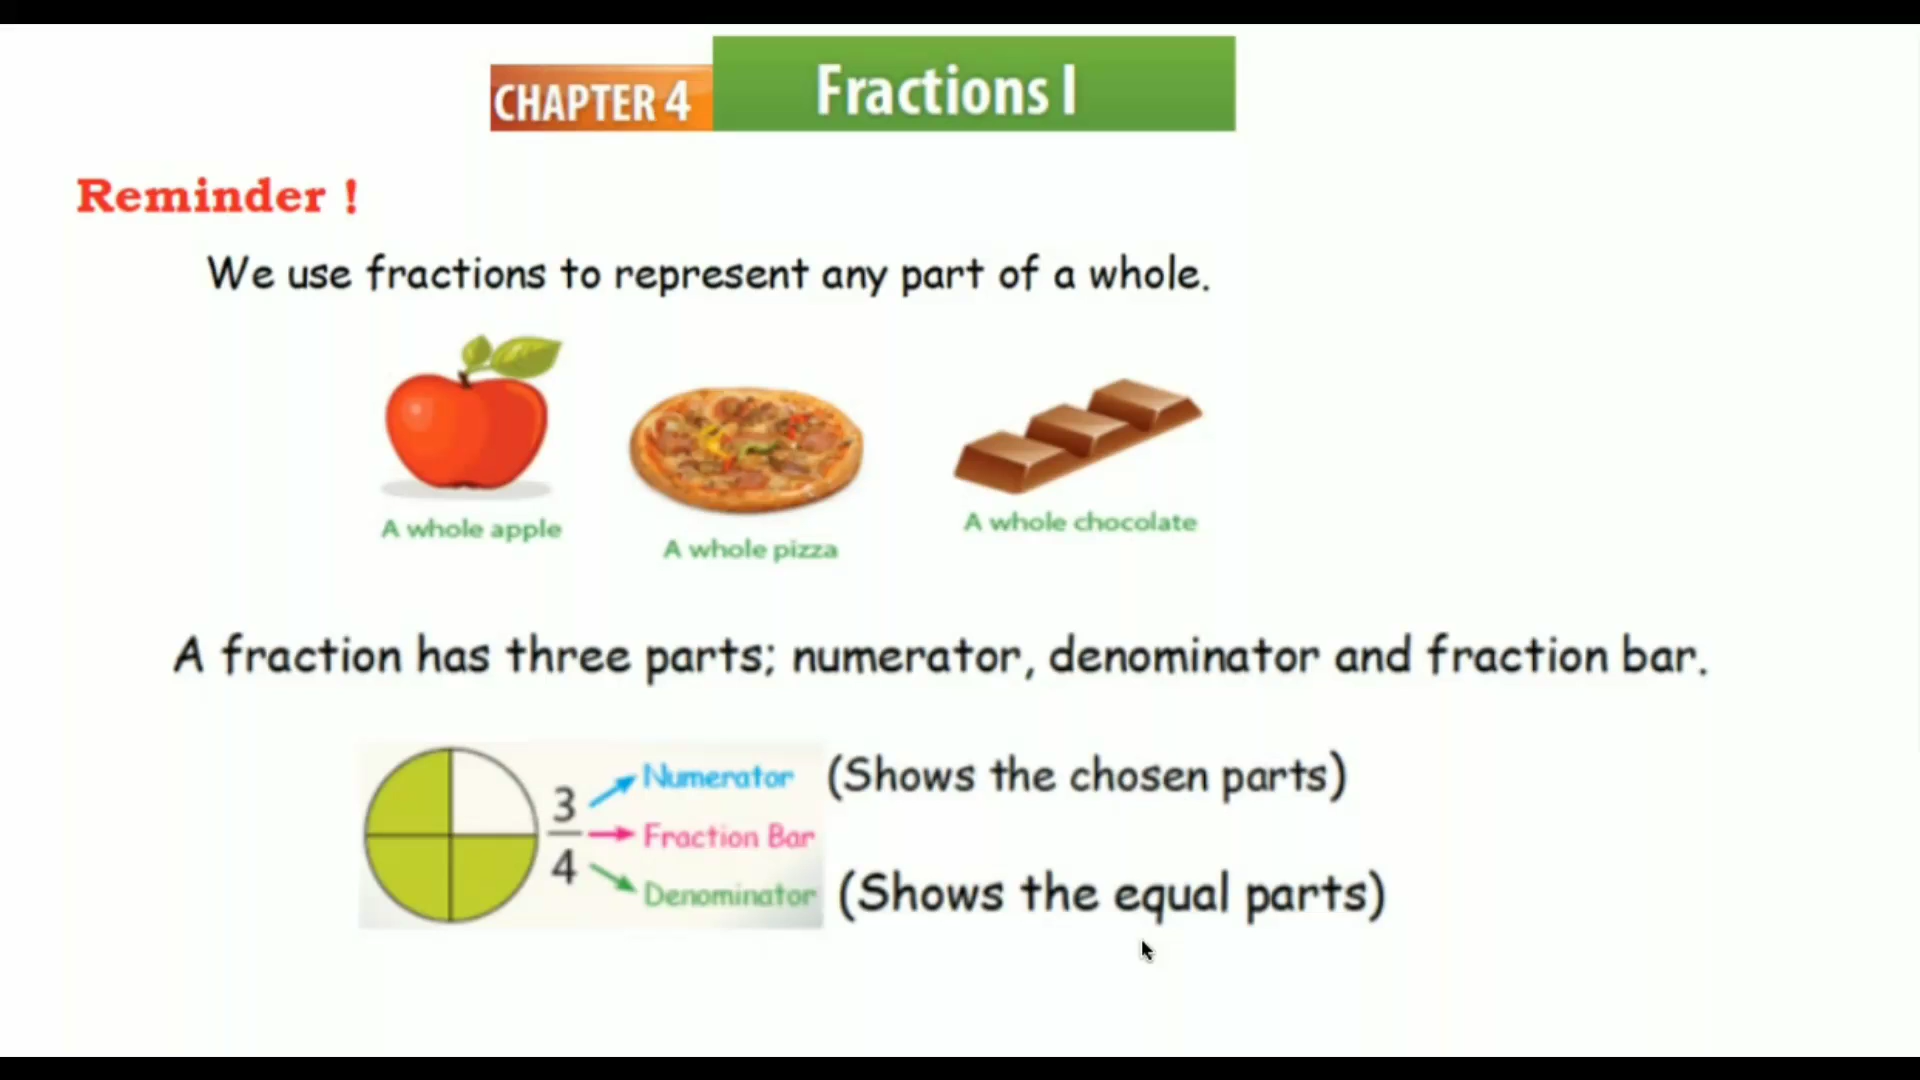 CHAPTER 4 Fractions I
Reminder !
We use fractions to represent any part of a whole.
A whole apple
A whole pizza
A whole chocolate
A fraction has three parts; numerator, denominator and fraction bar.
3
4
Numerator (Shows the chosen parts)
Fraction Bar
Denominator (Shows the equal parts)